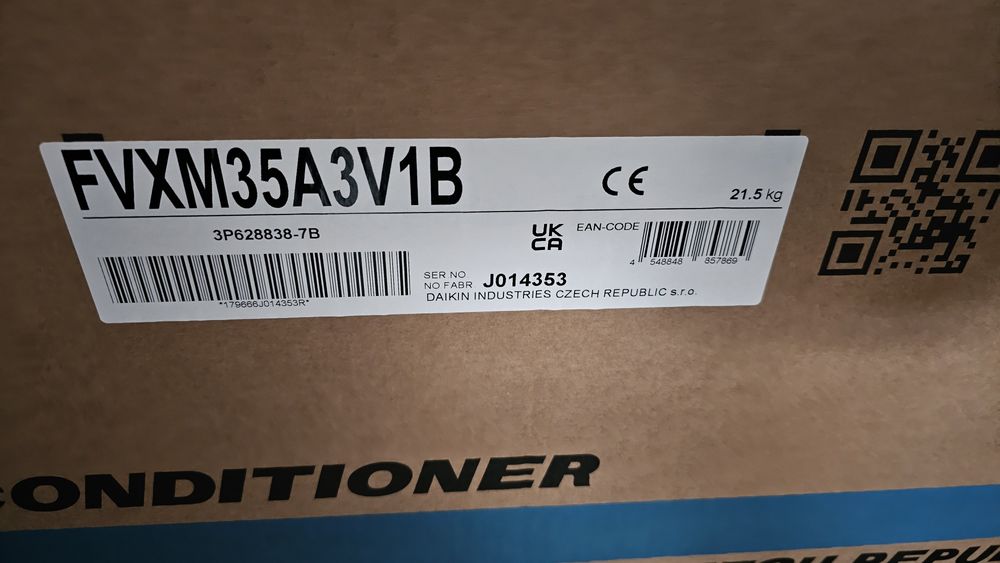 FVXM35A3V1B
CE
21.5 kg
3P628838-7B
UK
CA
EAN-CODE
4 548848 857869
*179666J014353R*
SER NO
NO FABR J014353
DAIKIN INDUSTRIES CZECH REPUBLIC s.r.o.
CONDITIONER